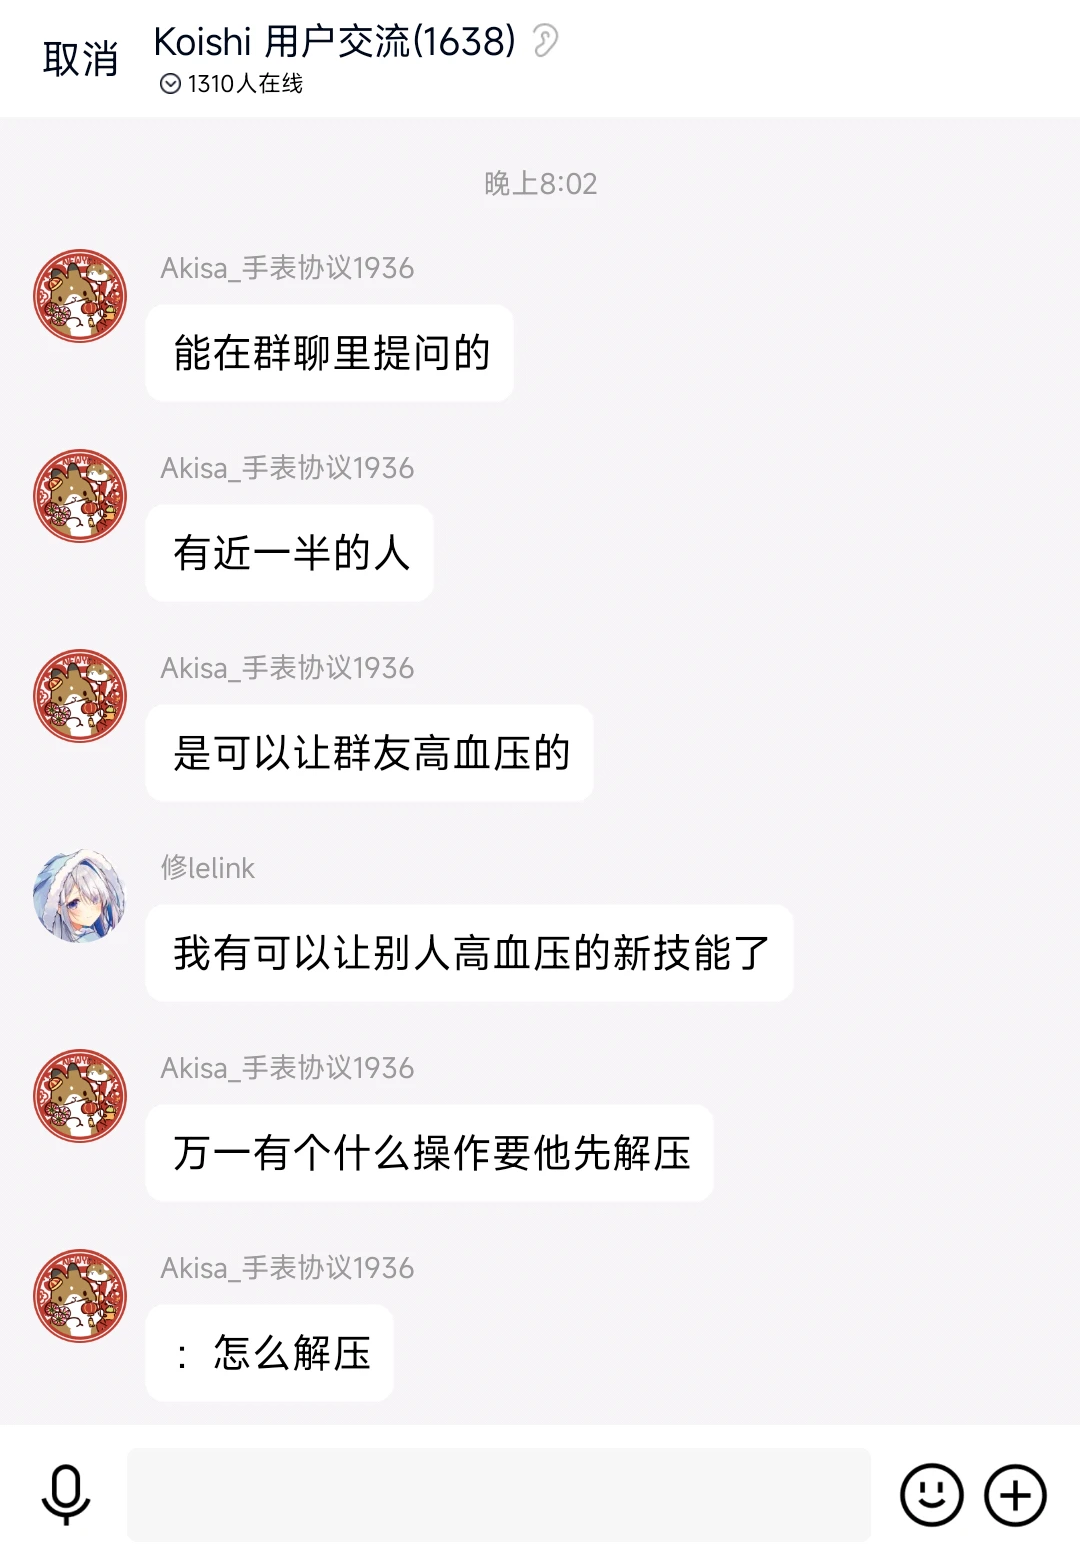 取消
Koishi 用户交流(1638)
1310人在线
晚上8:02
Akisa_手表协议1936
能在群聊里提问的
Akisa_手表协议1936
有近一半的人
Akisa_手表协议1936
是可以让群友高血压的
修lelink
我有可以让别人高血压的新技能了
Akisa_手表协议1936
万一有个什么操作要他先解压
Akisa_手表协议1936
：怎么解压